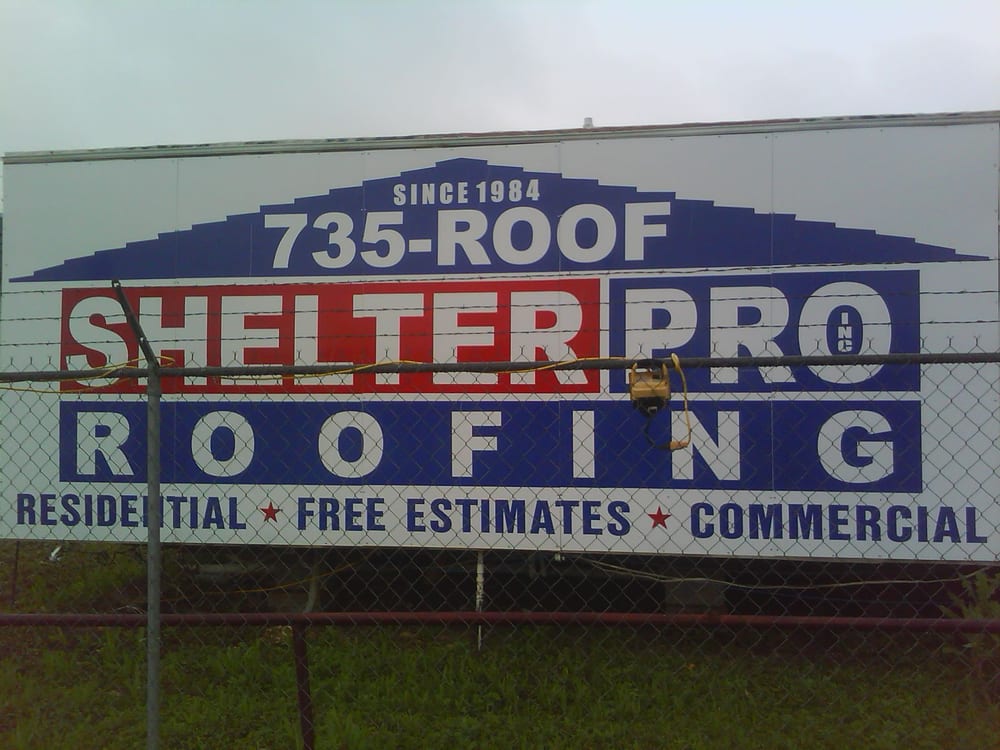 SINCE 1984
735-ROOF
SHELTER PRO INC
ROOFING
RESIDENTIAL ★ FREE ESTIMATES ★ COMMERCIAL